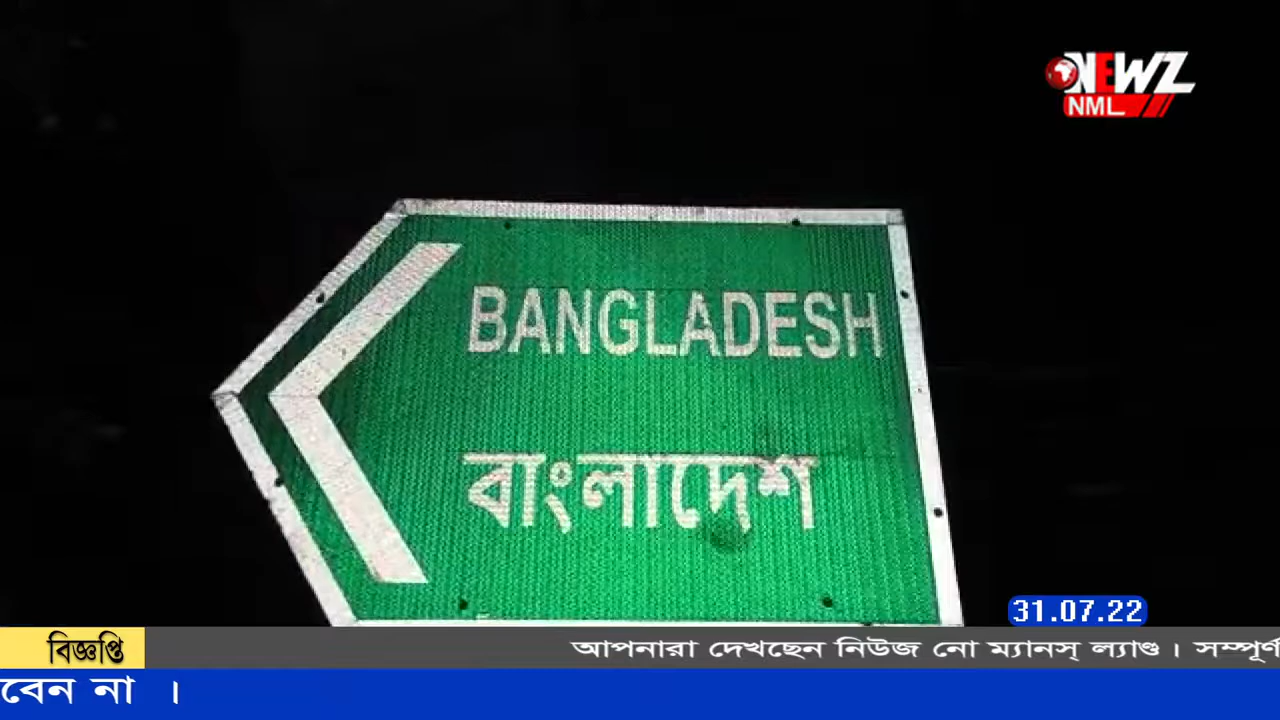 NEWZ
NML
BANGLADESH
বাংলাদেশ
31.07.22
বিজ্ঞপ্তি
আপনারা দেখছেন নিউজ নো ম্যানস্ ল্যাণ্ড । সম্পূর্ণ
বেন না ।